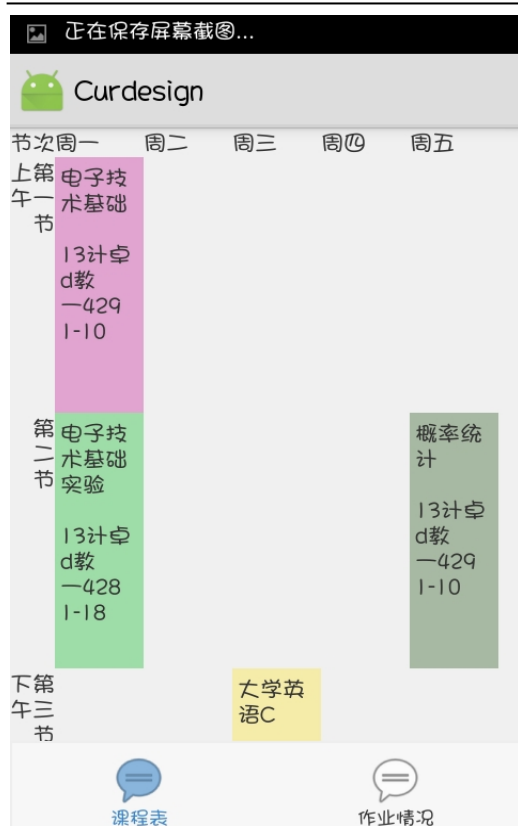 正在保存屏幕截图...
Curdesign
节次 周一 周二 周三 周四 周五
上午
第一节
电子技
术基础
13计卓
d教
一429
1-10
第二节
电子技
术基础
实验
13计卓
d教
一428
1-18
概率统
计
13计卓
d教
一429
1-10
下午
第三节
大学英
语C
课程表
作业情况